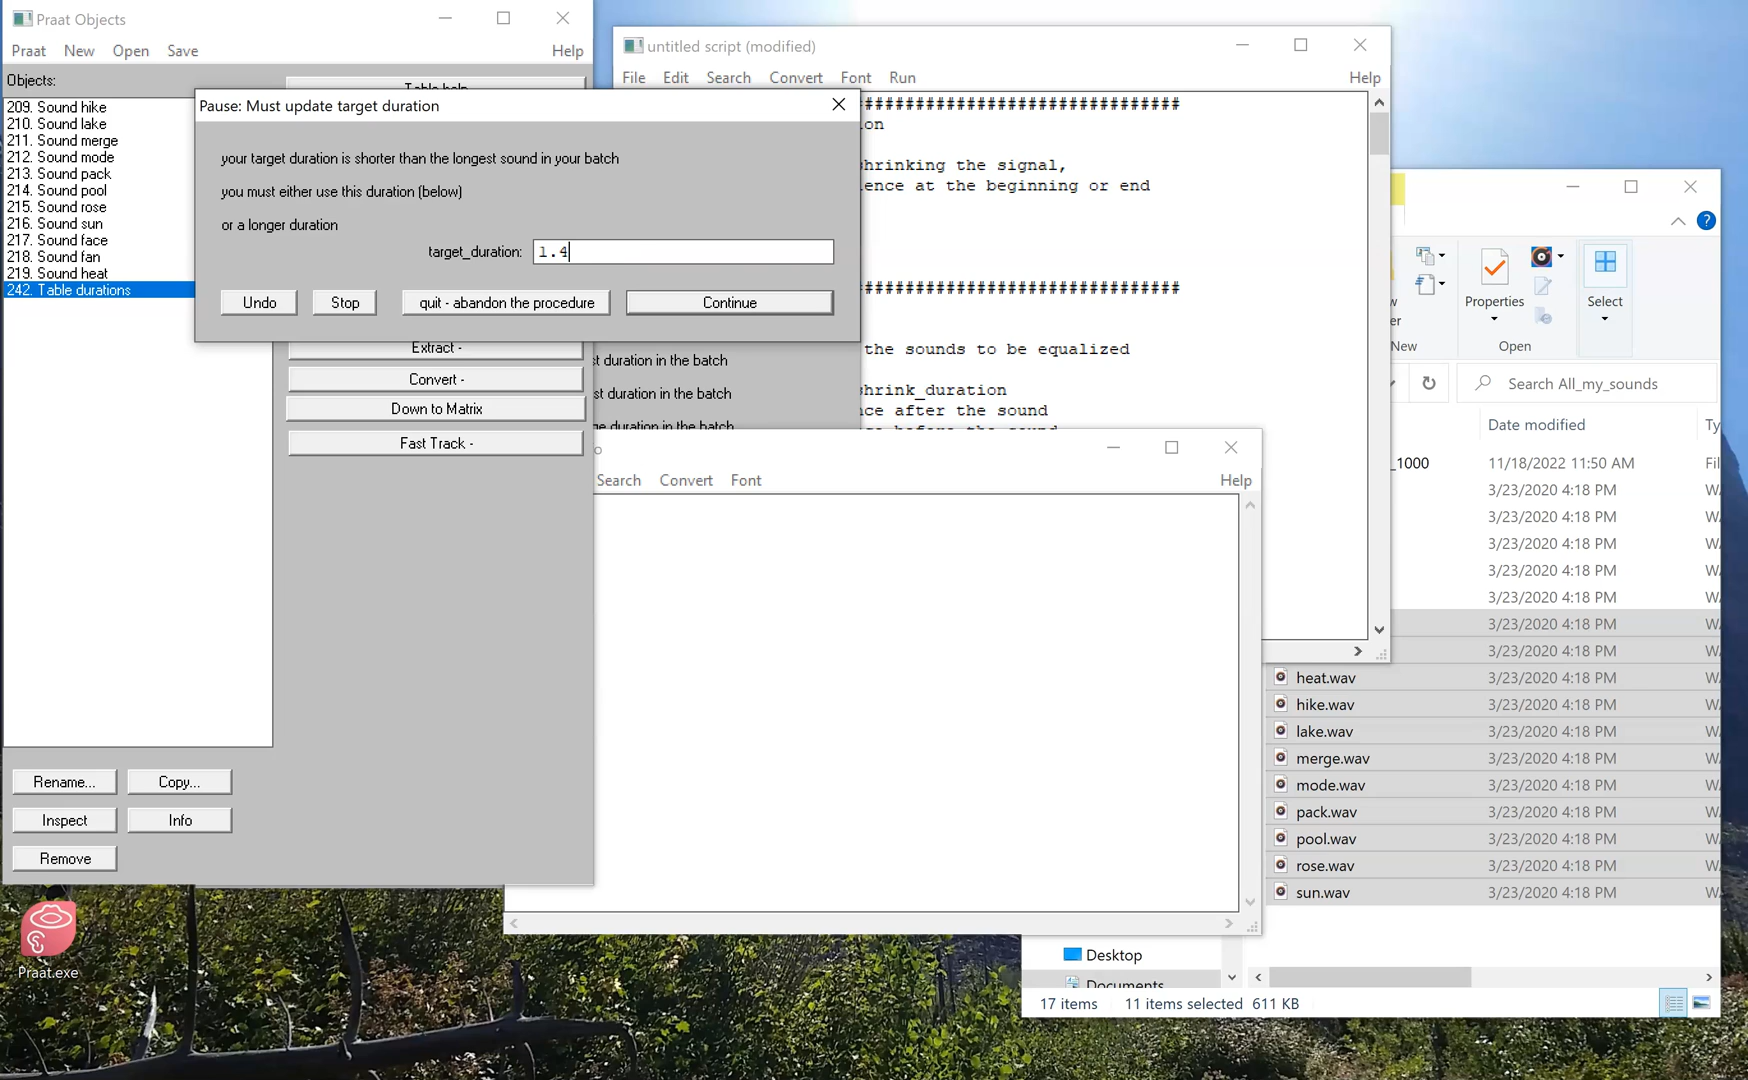 Praat Objects
Praat New Open Save Help
Objects:
209. Sound hike
210. Sound lake
211. Sound merge
212. Sound mode
213. Sound pack
214. Sound pool
215. Sound rose
216. Sound sun
217. Sound face
218. Sound fan
219. Sound heat
242. Table durations
Table help
Extract -
Convert -
Down to Matrix
Fast Track -
Rename...
Copy...
Inspect
Info
Remove
Praat.exe
Pause: Must update target duration
your target duration is shorter than the longest sound in your batch
you must either use this duration (below)
or a longer duration
target_duration: 1.4
Undo
Stop
quit - abandon the procedure
Continue
duration in the batch
duration in the batch
duration in the batch
untitled script (modified)
File Edit Search Convert Font Run Help
###############################
on
hrinking the signal,
ence at the beginning or end
###############################
the sounds to be equalized
hrink_duration
ce after the sound
before the sound
Search Convert Font Help
Properties
Select
New
Open
Search All_my_sounds
Date modified
Ty
_1000 11/18/2022 11:50 AM Fil
3/23/2020 4:18 PM W
3/23/2020 4:18 PM W
3/23/2020 4:18 PM W
3/23/2020 4:18 PM W
3/23/2020 4:18 PM W
3/23/2020 4:18 PM W
3/23/2020 4:18 PM W
heat.wav 3/23/2020 4:18 PM W
hike.wav 3/23/2020 4:18 PM W
lake.wav 3/23/2020 4:18 PM W
merge.wav 3/23/2020 4:18 PM W
mode.wav 3/23/2020 4:18 PM W
pack.wav 3/23/2020 4:18 PM W
pool.wav 3/23/2020 4:18 PM W
rose.wav 3/23/2020 4:18 PM W
sun.wav 3/23/2020 4:18 PM W
Desktop
Documents
17 items 11 items selected 611 KB